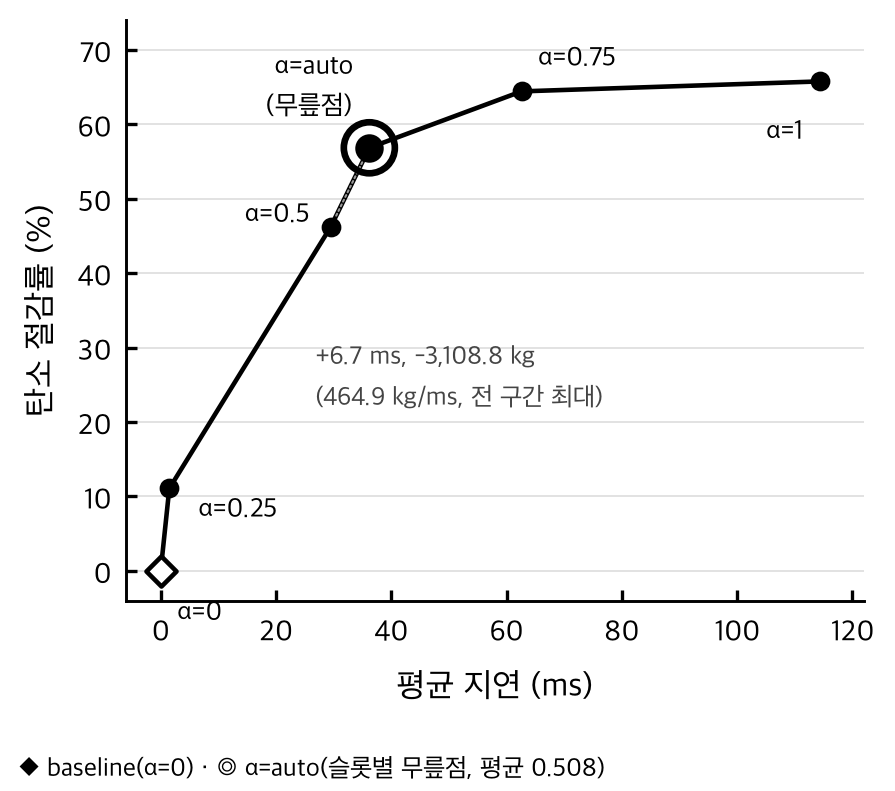 탄소 절감률 (%)
70
60
50
40
30
20
10
0
α=auto
(무릎점)
α=0.75
α=1
α=0.5
+6.7 ms, -3,108.8 kg
(464.9 kg/ms, 전 구간 최대)
α=0.25
α=0
0 20 40 60 80 100 120
평균 지연 (ms)
◆ baseline(α=0) · ◎ α=auto(슬롯별 무릎점, 평균 0.508)